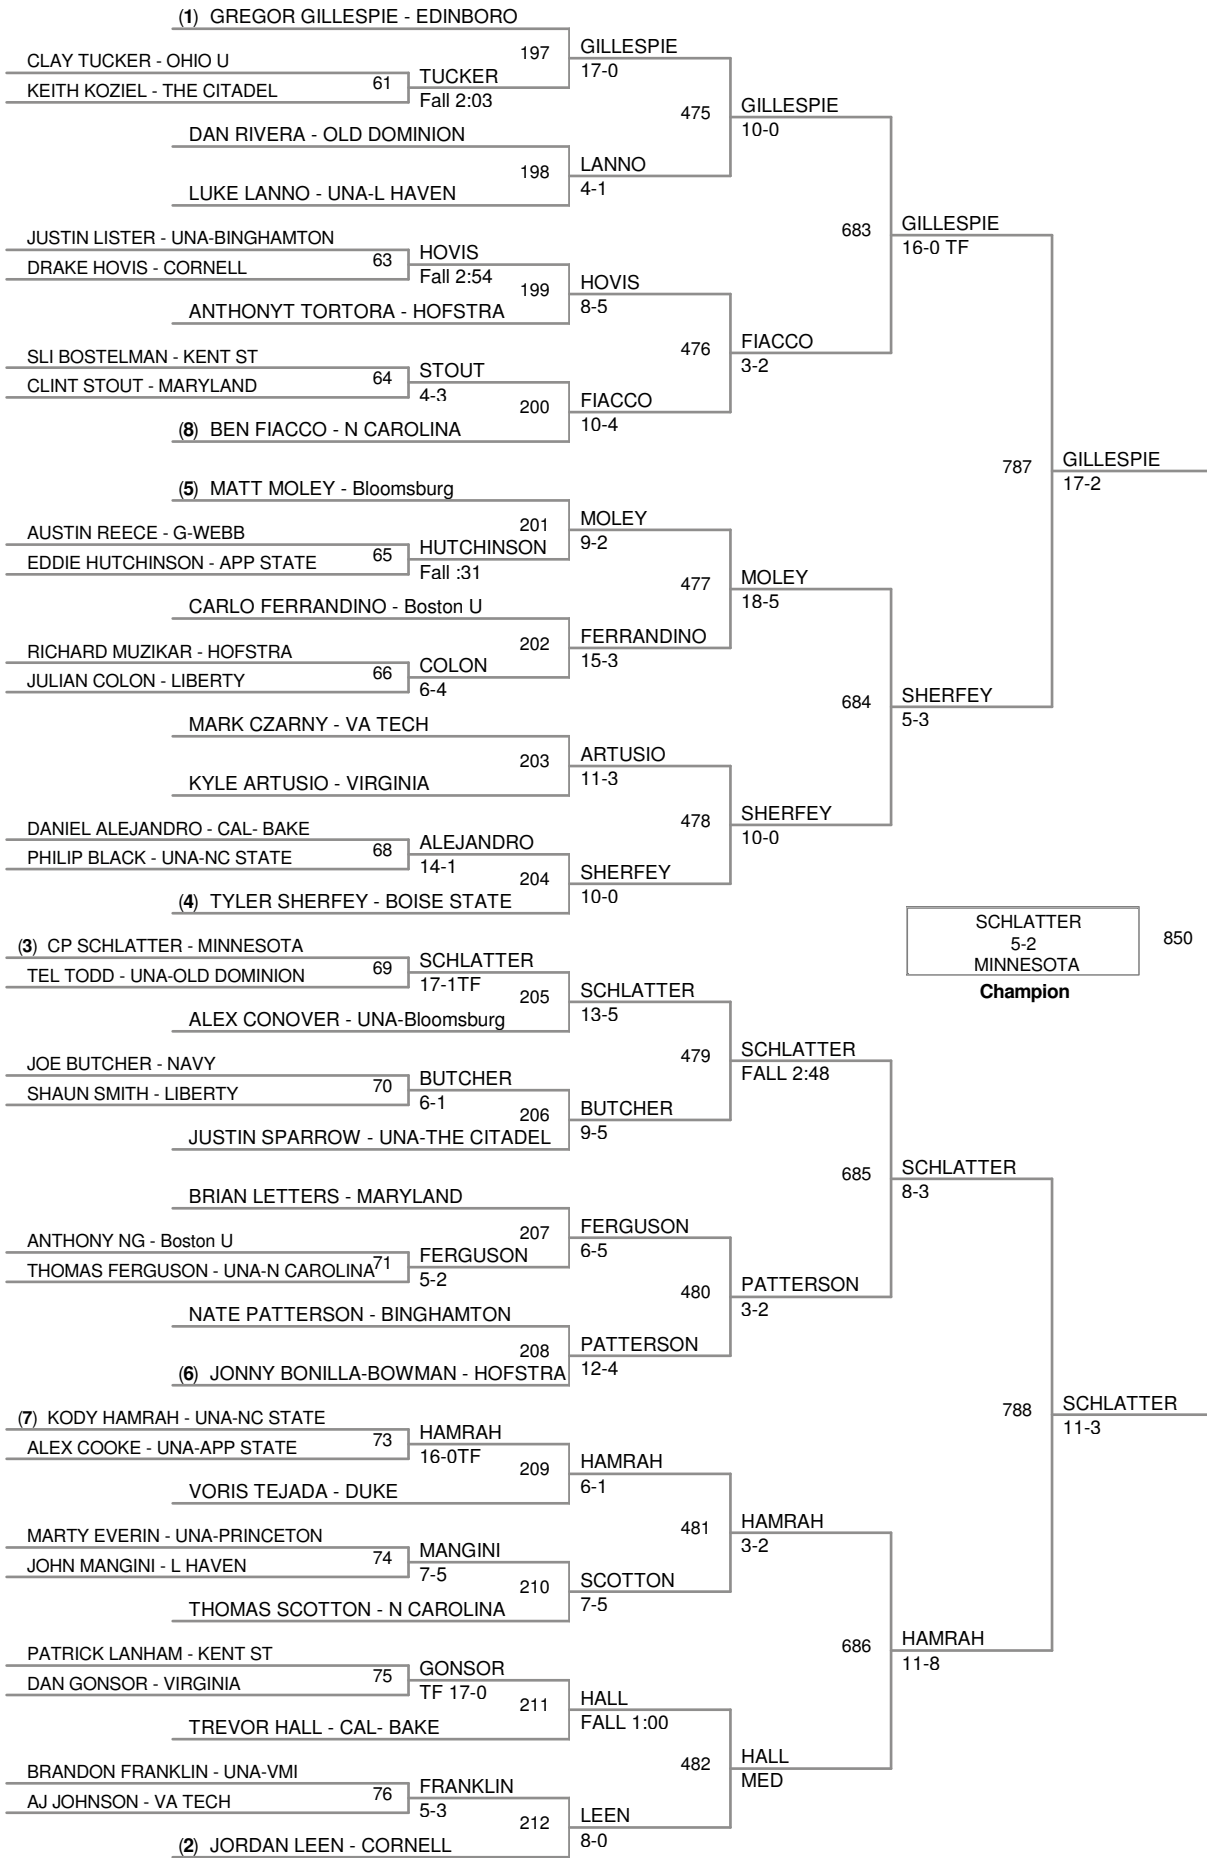 (1) GREGOR GILLESPIE - EDINBORO
197
GILLESPIE
17-0
CLAY TUCKER - OHIO U
KEITH KOZIEL - THE CITADEL
61
TUCKER
Fall 2:03
475
GILLESPIE
10-0
DAN RIVERA - OLD DOMINION
198
LANNO
4-1
LUKE LANNO - UNA-L HAVEN
683
GILLESPIE
16-0 TF
JUSTIN LISTER - UNA-BINGHAMTON
DRAKE HOVIS - CORNELL
63
HOVIS
Fall 2:54
199
HOVIS
8-5
ANTHONYT TORTORA - HOFSTRA
476
FIACCO
3-2
SLI BOSTELMAN - KENT ST
CLINT STOUT - MARYLAND
64
STOUT
4-3
200
FIACCO
10-4
(8) BEN FIACCO - N CAROLINA
787
GILLESPIE
17-2
(5) MATT MOLEY - Bloomsburg
201
MOLEY
9-2
AUSTIN REECE - G-WEBB
EDDIE HUTCHINSON - APP STATE
65
HUTCHINSON
Fall :31
477
MOLEY
18-5
CARLO FERRANDINO - Boston U
202
FERRANDINO
15-3
RICHARD MUZIKAR - HOFSTRA
JULIAN COLON - LIBERTY
66
COLON
6-4
684
SHERFEY
5-3
MARK CZARNY - VA TECH
203
ARTUSIO
11-3
KYLE ARTUSIO - VIRGINIA
478
SHERFEY
10-0
DANIEL ALEJANDRO - CAL- BAKE
PHILIP BLACK - UNA-NC STATE
68
ALEJANDRO
14-1
204
SHERFEY
10-0
(4) TYLER SHERFEY - BOISE STATE
SCHLATTER
5-2
MINNESOTA
850
Champion
(3) CP SCHLATTER - MINNESOTA
TEL TODD - UNA-OLD DOMINION
69
SCHLATTER
17-1TF
205
SCHLATTER
13-5
ALEX CONOVER - UNA-Bloomsburg
479
SCHLATTER
FALL 2:48
JOE BUTCHER - NAVY
SHAUN SMITH - LIBERTY
70
BUTCHER
6-1
206
BUTCHER
9-5
JUSTIN SPARROW - UNA-THE CITADEL
685
SCHLATTER
8-3
BRIAN LETTERS - MARYLAND
207
FERGUSON
6-5
ANTHONY NG - Boston U
THOMAS FERGUSON - UNA-N CAROLINA
71
FERGUSON
5-2
480
PATTERSON
3-2
NATE PATTERSON - BINGHAMTON
208
PATTERSON
12-4
(6) JONNY BONILLA-BOWMAN - HOFSTRA
788
SCHLATTER
11-3
(7) KODY HAMRAH - UNA-NC STATE
ALEX COOKE - UNA-APP STATE
73
HAMRAH
16-0TF
209
HAMRAH
6-1
VORIS TEJADA - DUKE
481
HAMRAH
3-2
MARTY EVERIN - UNA-PRINCETON
JOHN MANGINI - L HAVEN
74
MANGINI
7-5
210
SCOTTON
7-5
THOMAS SCOTTON - N CAROLINA
686
HAMRAH
11-8
PATRICK LANHAM - KENT ST
DAN GONSOR - VIRGINIA
75
GONSOR
TF 17-0
211
HALL
FALL 1:00
TREVOR HALL - CAL- BAKE
482
HALL
MED
BRANDON FRANKLIN - UNA-VMI
AJ JOHNSON - VA TECH
76
FRANKLIN
5-3
212
LEEN
8-0
(2) JORDAN LEEN - CORNELL